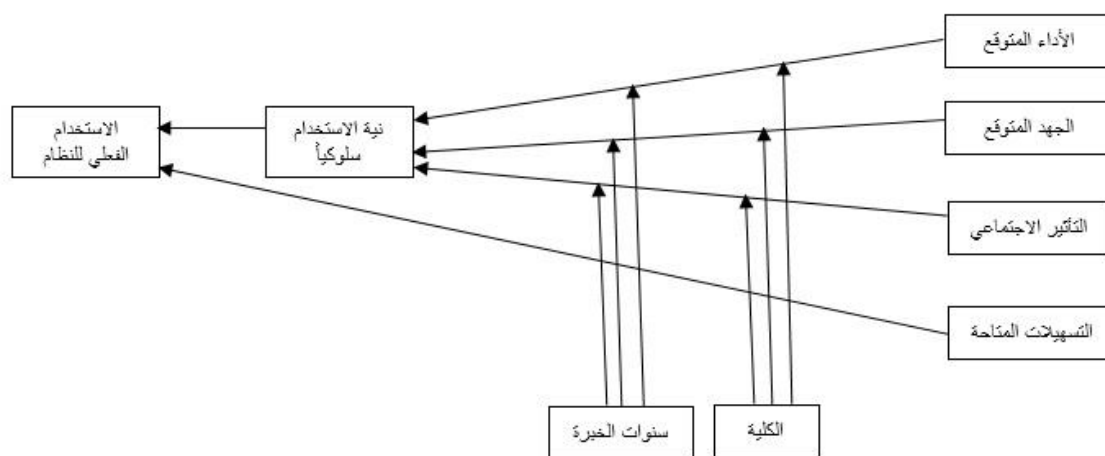 الأداء المتوقع
الجهد المتوقع
التأثير الاجتماعي
التسهيلات المتاحة
نية الاستخدام
سلوكياً
الاستخدام
الفعلي للنظام
الكلية
سنوات الخبرة